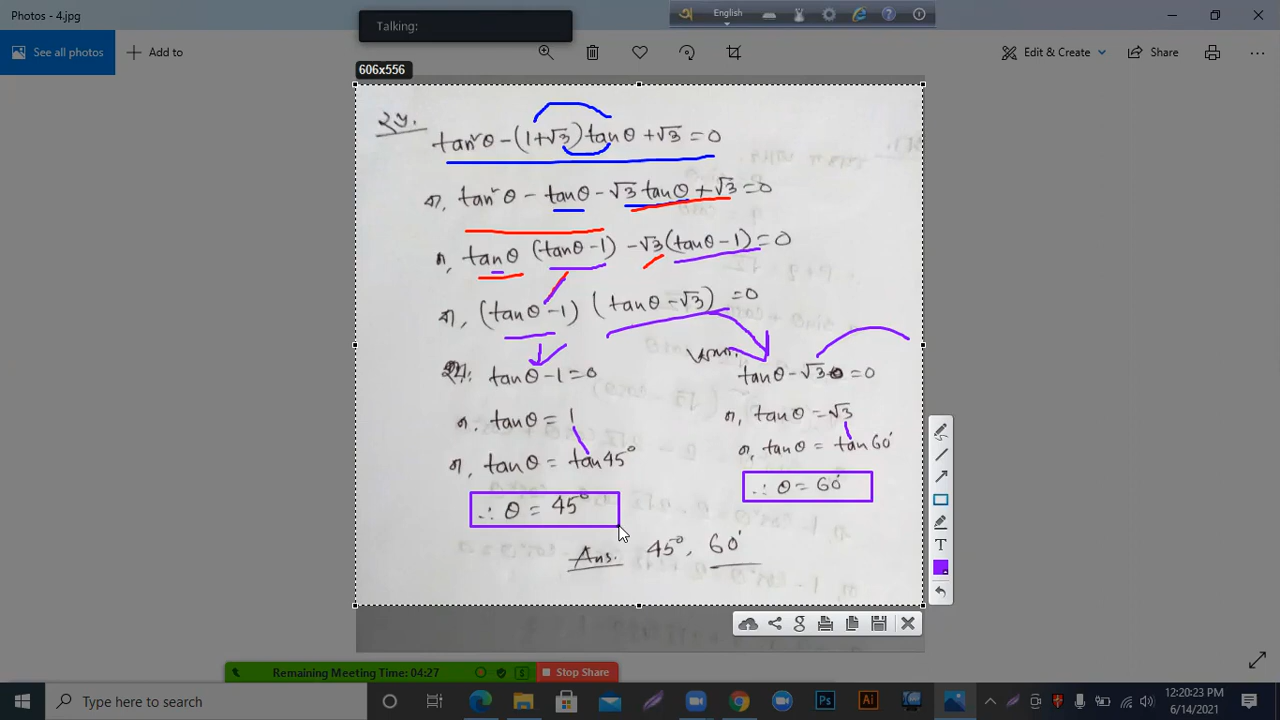 Photos - 4.jpg
Talking:
English
See all photos
Add to
Edit & Create
Share
606x556
২৮.
tan²θ - (1+√3)tanθ + √3 = 0
বা, tan²θ - tanθ - √3 tanθ + √3 = 0
বা, tanθ (tanθ - 1) - √3 (tanθ - 1) = 0
বা, (tanθ - 1) (tanθ - √3) = 0
হয়, tanθ - 1 = 0
বা, tanθ = 1
বা, tanθ = tan45°
∴ θ = 45°
অথবা,
tanθ - √3 = 0
বা, tanθ = √3
বা, tanθ = tan60°
∴ θ = 60°
Ans. 45°, 60°
T
g
Remaining Meeting Time: 04:27
Stop Share
Type here to search
Ps
Ai
12:20:23 PM
6/14/2021